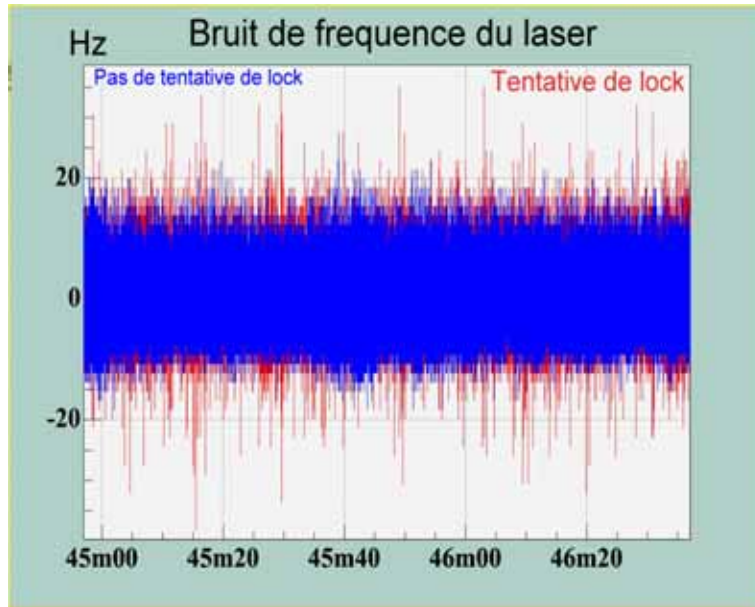 Hz
Bruit de frequence du laser
Pas de tentative de lock
Tentative de lock
20
0
-20
45m00 45m20 45m40 46m00 46m20